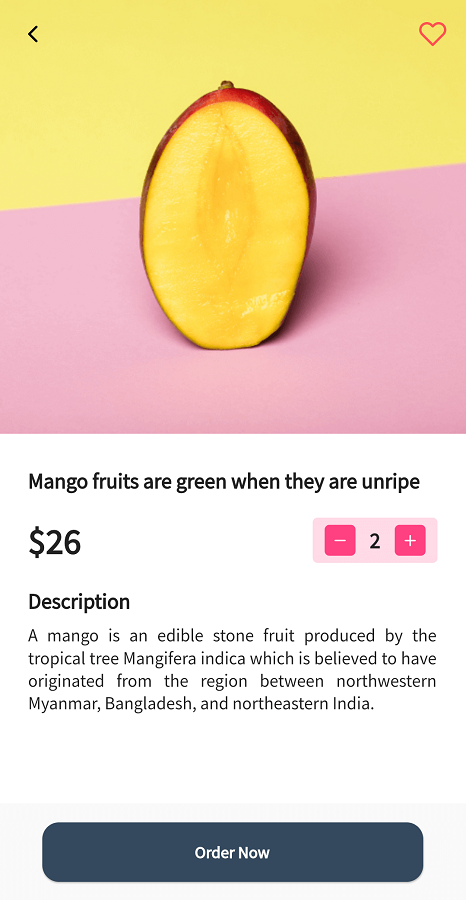 Mango fruits are green when they are unripe
$26
− 2 +
Description
A mango is an edible stone fruit produced by the
tropical tree Mangifera indica which is believed to have
originated from the region between northwestern
Myanmar, Bangladesh, and northeastern India.
Order Now